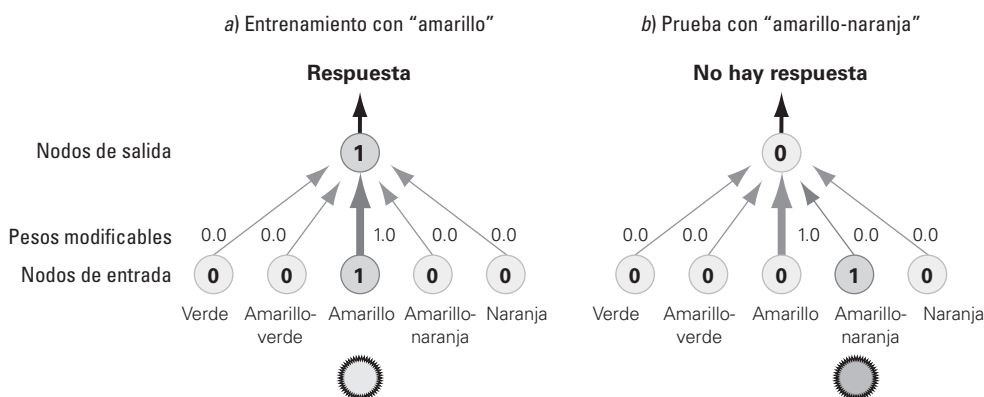 a) Entrenamiento con “amarillo”
Respuesta
Nodos de salida
1
Pesos modificables
0.0 0.0 1.0 0.0 0.0
Nodos de entrada
0 0 1 0 0
Verde Amarillo-verde Amarillo Amarillo-naranja Naranja
b) Prueba con “amarillo-naranja”
No hay respuesta
0
0.0 0.0 1.0 0.0 0.0
0 0 0 1 0
Verde Amarillo-verde Amarillo Amarillo-naranja Naranja